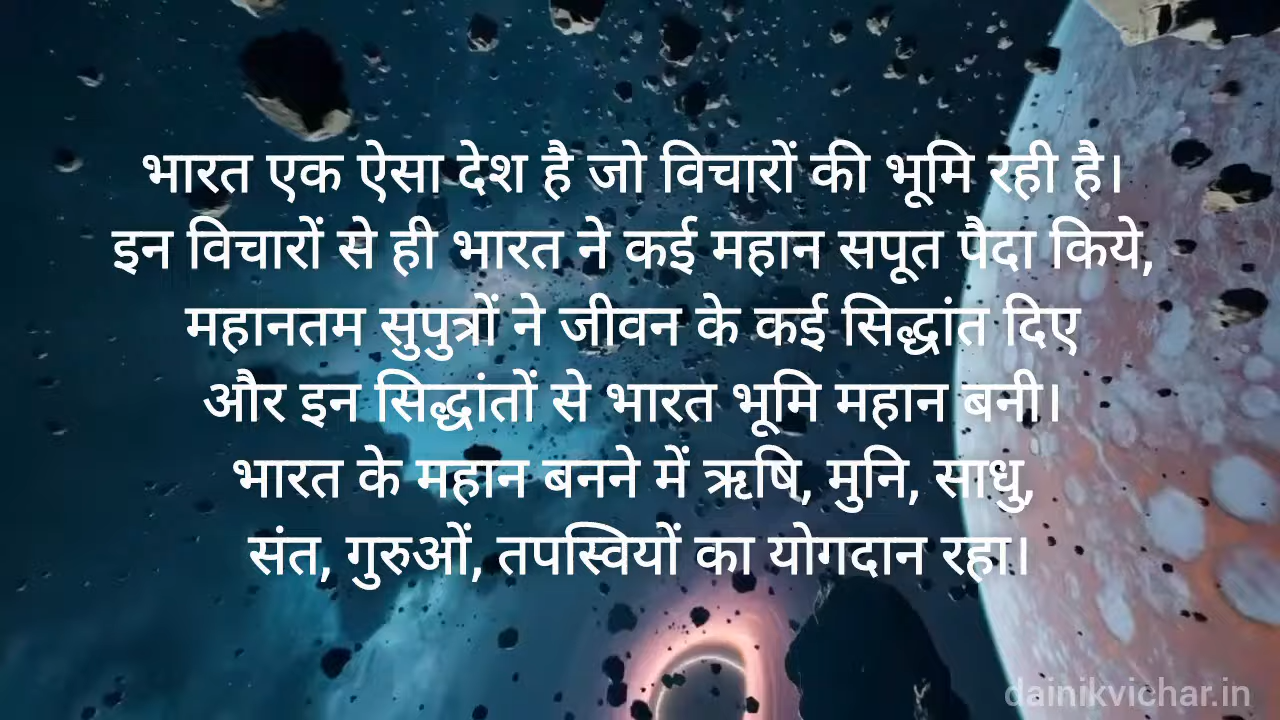 भारत एक ऐसा देश है जो विचारों की भूमि रही है।
इन विचारों से ही भारत ने कई महान सपूत पैदा किये,
महानतम सुपुत्रों ने जीवन के कई सिद्धांत दिए
और इन सिद्धांतों से भारत भूमि महान बनी।
भारत के महान बनने में ऋषि, मुनि, साधु,
संत, गुरुओं, तपस्वियों का योगदान रहा।
dainikvichar.in